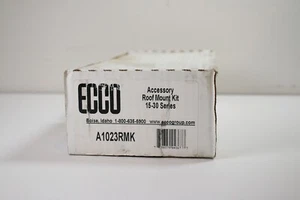 ECCO
Accessory
Roof Mount Kit
15-30 Series
Boise, Idaho 1-800-635-5900 www.eccogroup.com
A1023RMK